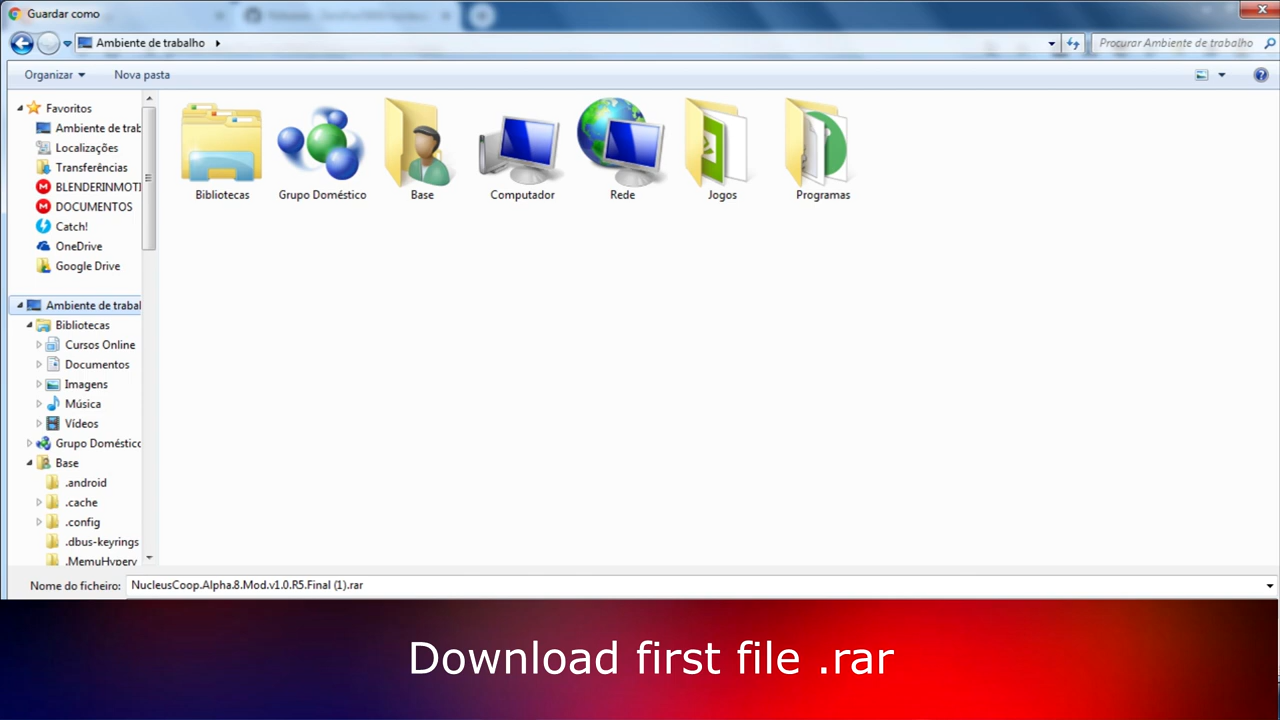 Guardar como
Ambiente de trabalho
Procurar Ambiente de trabalho
Organizar
Nova pasta
Favoritos
Ambiente de trab
Localizações
Transferências
BLENDERINMOTI
DOCUMENTOS
Catch!
OneDrive
Google Drive
Ambiente de trabal
Bibliotecas
Cursos Online
Documentos
Imagens
Música
Vídeos
Grupo Doméstico
Base
.android
.cache
.config
.dbus-keyrings
.MemuHyperv
Bibliotecas
Grupo Doméstico
Base
Computador
Rede
Jogos
Programas
Nome do ficheiro: NucleusCoop.Alpha.8.Mod.v1.0.R5.Final (1).rar
Download first file .rar